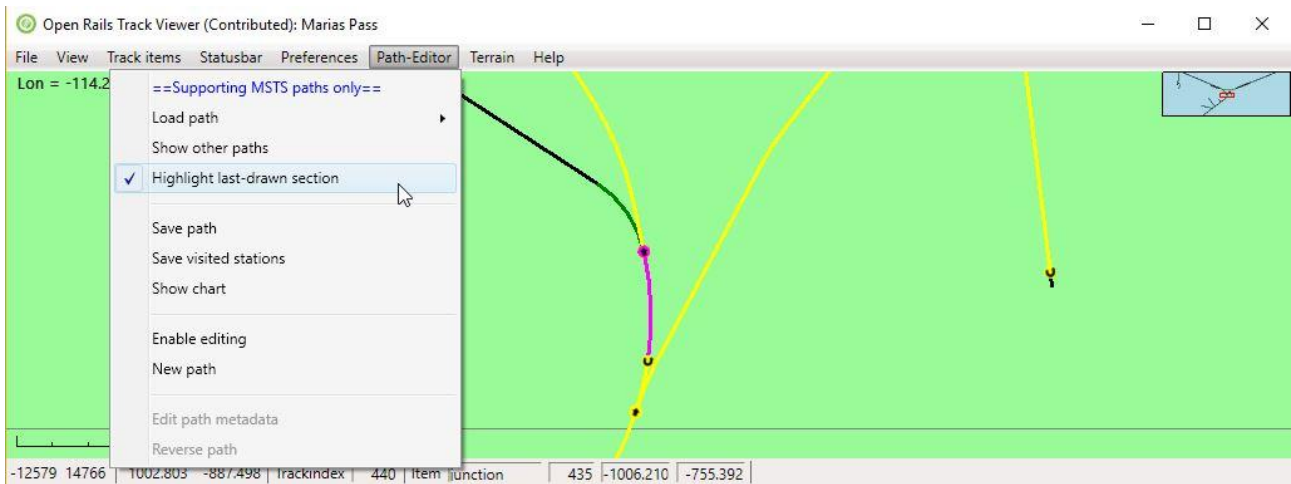 Open Rails Track Viewer (Contributed): Marias Pass
File View Track items Statusbar Preferences Path-Editor Terrain Help
Lon = -114.2
==Supporting MSTS paths only==
Load path
Show other paths
Highlight last-drawn section
Save path
Save visited stations
Show chart
Enable editing
New path
Edit path metadata
Reverse path
-12579 14766 1002.803 -887.498 TrackIndex 440 Item junction 435 -1006.210 -755.392